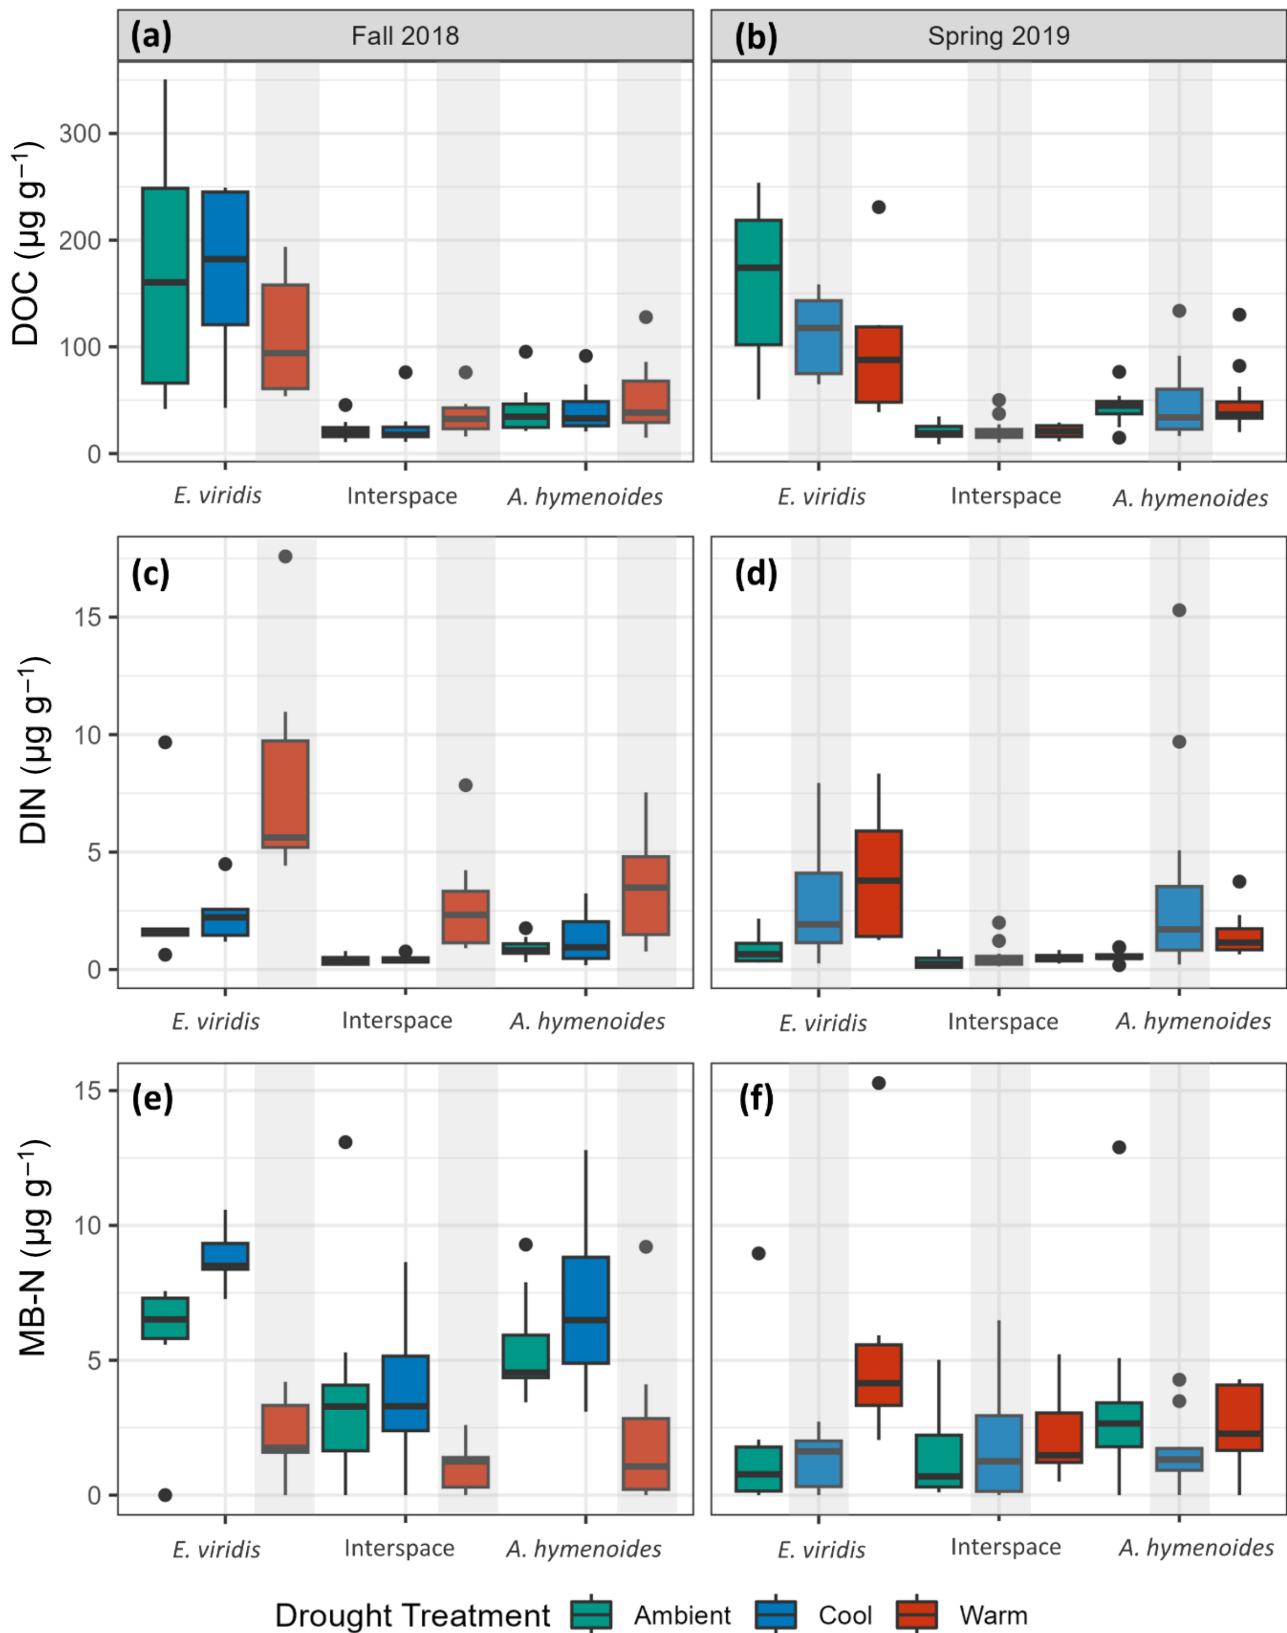 (a) Fall 2018
(b) Spring 2019
DOC (µg g⁻¹)
300
200
100
0
E. viridis Interspace A. hymenoides
E. viridis Interspace A. hymenoides
(c)
(d)
DIN (µg g⁻¹)
15
10
5
0
E. viridis Interspace A. hymenoides
E. viridis Interspace A. hymenoides
(e)
(f)
MB-N (µg g⁻¹)
15
10
5
0
E. viridis Interspace A. hymenoides
E. viridis Interspace A. hymenoides
Drought Treatment Ambient Cool Warm